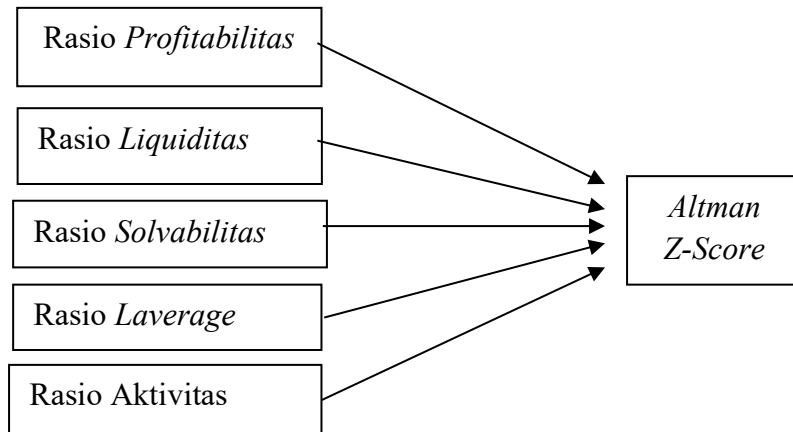 Rasio Profitabilitas
Rasio Liquiditas
Rasio Solvabilitas
Rasio Laverage
Rasio Aktivitas
Altman
Z-Score